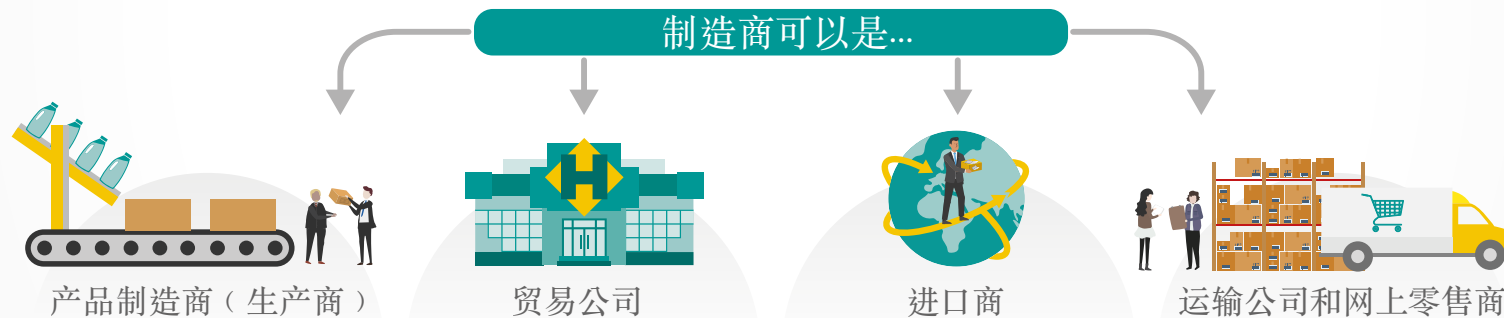 制造商可以是...
产品制造商（生产商）
贸易公司
进口商
运输公司和网上零售商
H